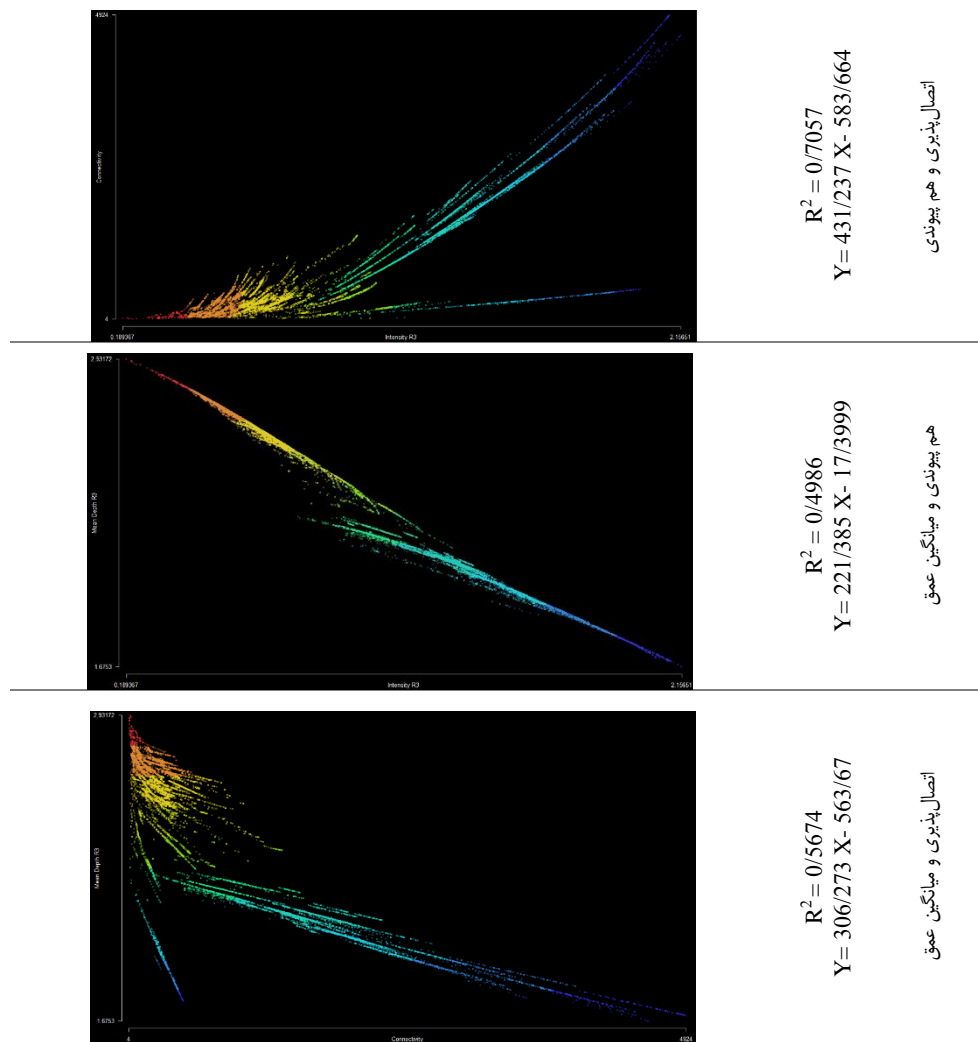 4924
Connectivity
4
0.189367
Intensity R3
2.15651
R² = 0/7057
Y= 431/237 X- 583/664
اتصال‌پذیری و هم پیوندی
2.93172
Mean Depth R3
1.6753
0.189367
Intensity R3
2.15651
R² = 0/4986
Y= 221/385 X- 17/3999
هم پیوندی و میانگین عمق
2.93172
Mean Depth R3
1.6753
4
Connectivity
4924
R² = 0/5674
Y= 306/273 X- 563/67
اتصال‌پذیری و میانگین عمق